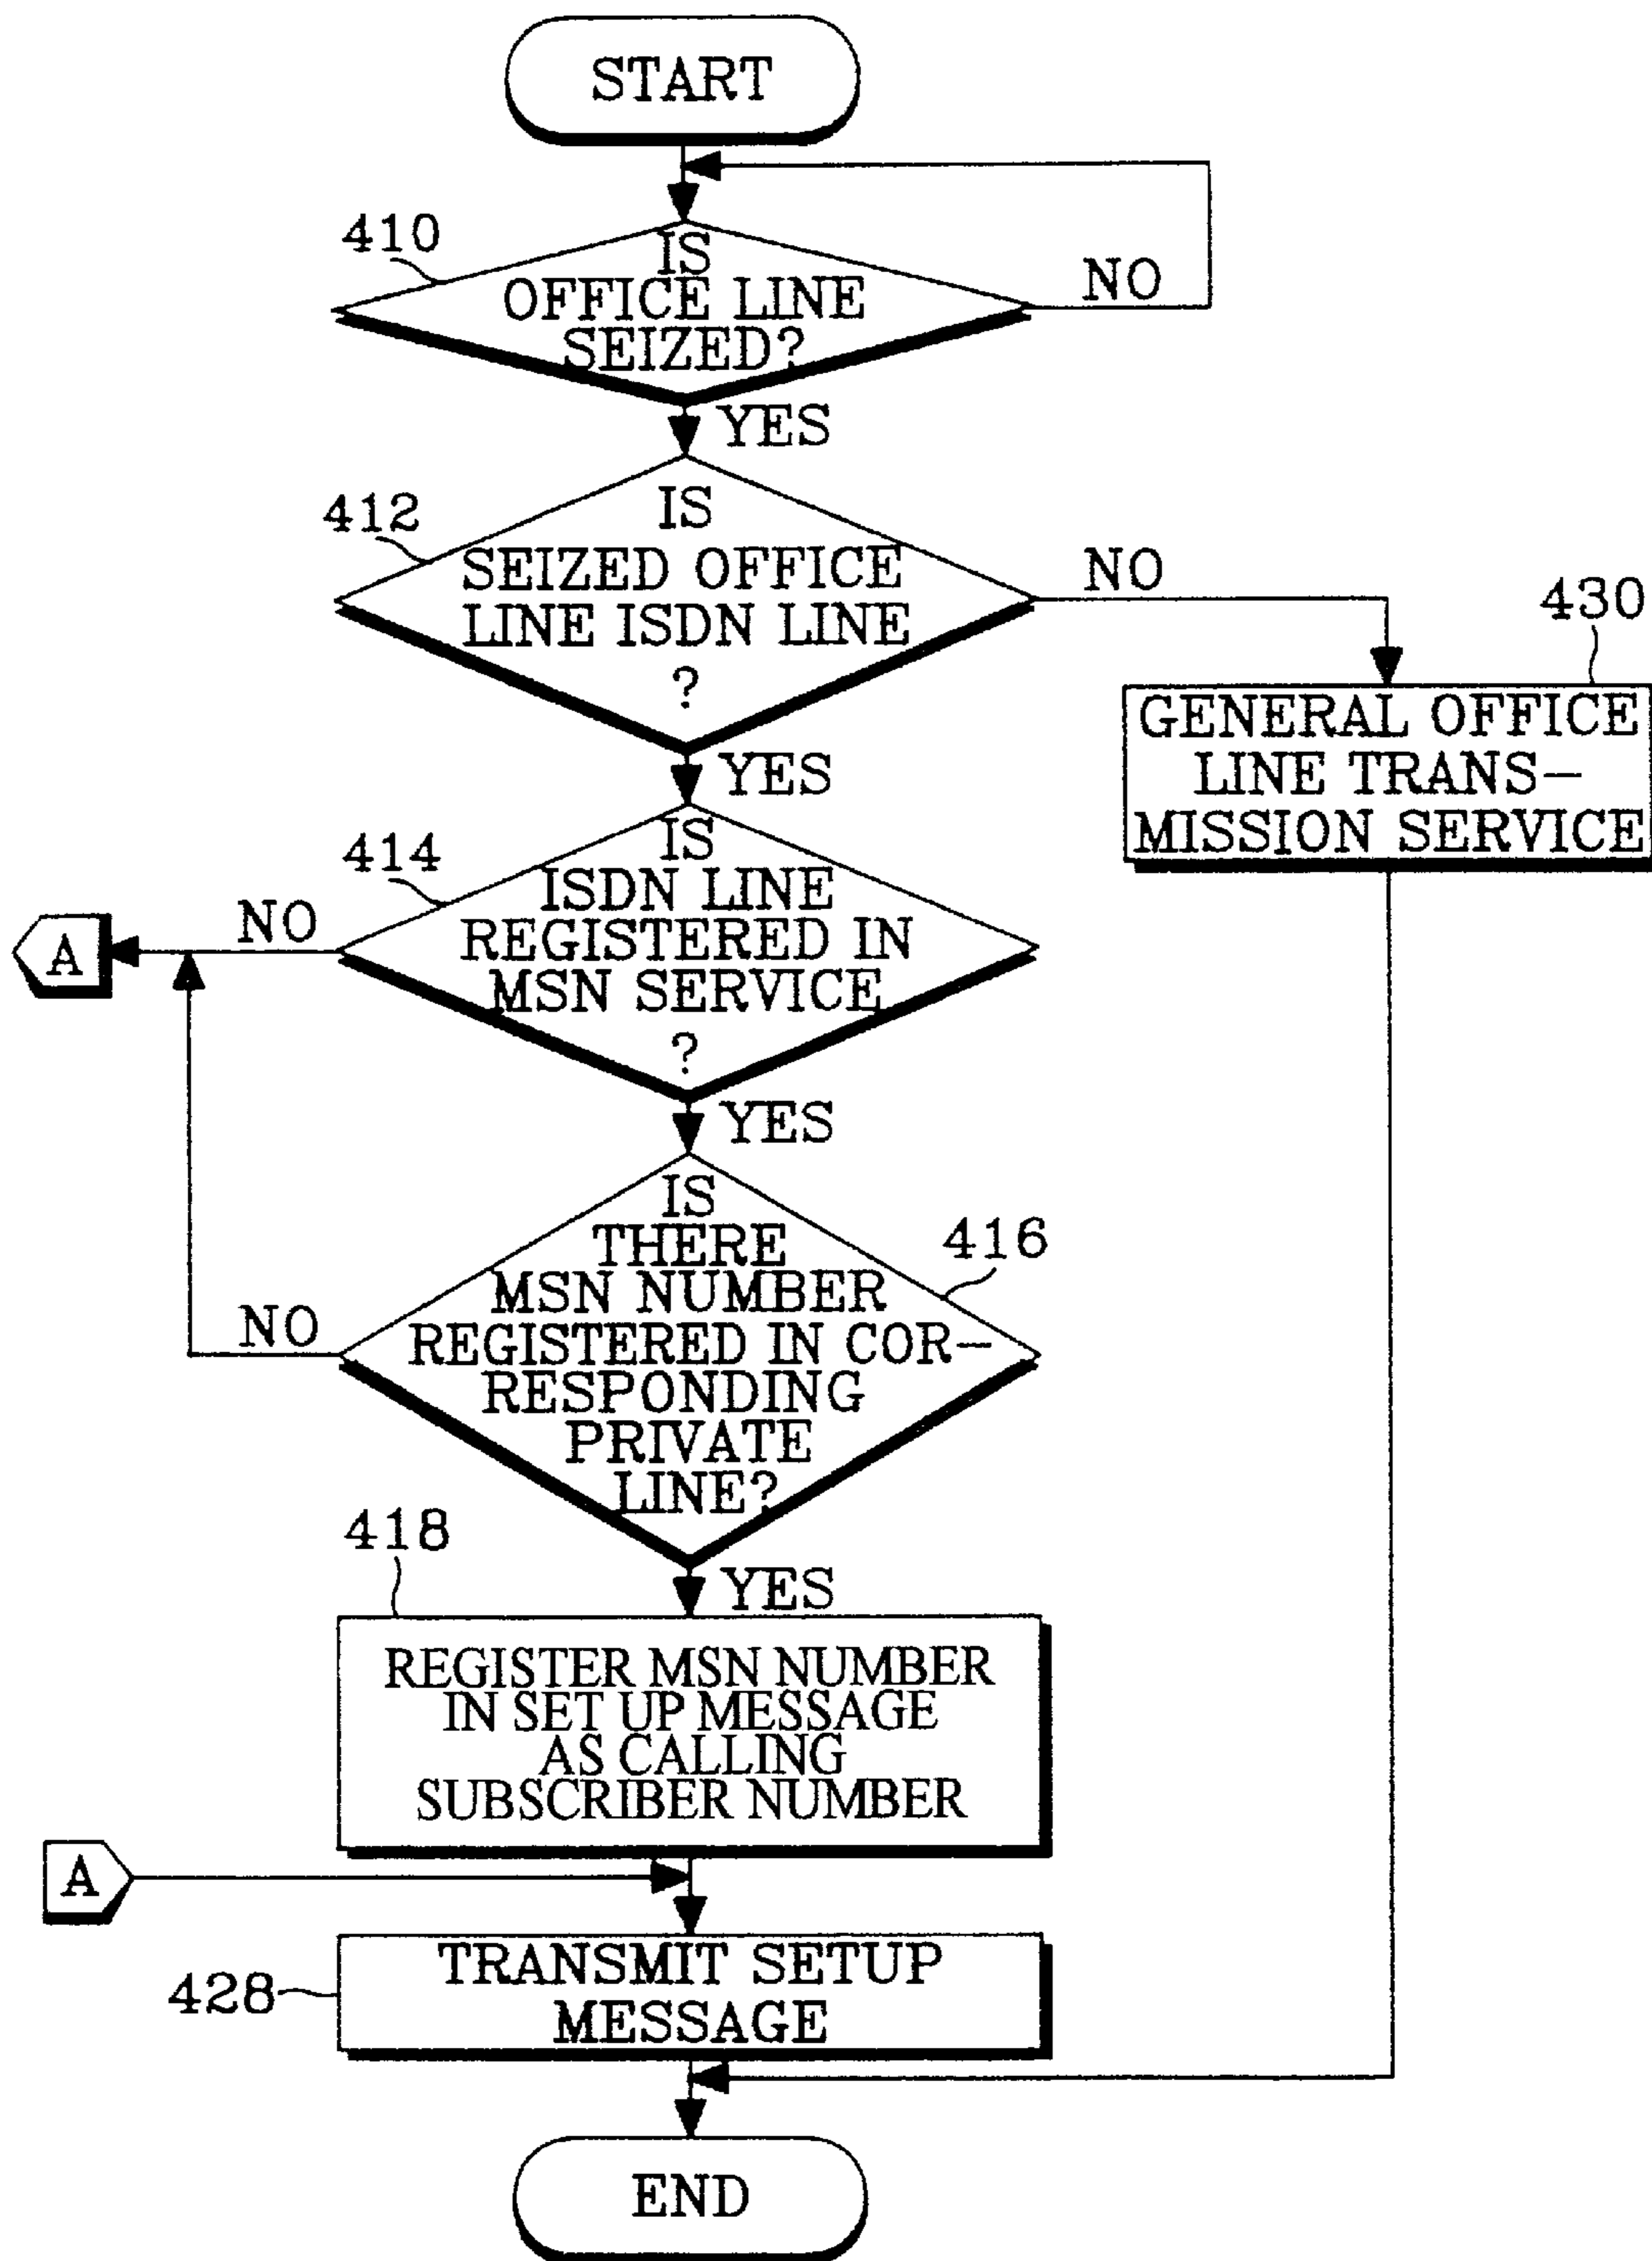 START
410
IS
OFFICE LINE
SEIZED?
NO
YES
412
IS
SEIZED OFFICE
LINE ISDN LINE
?
NO
430
GENERAL OFFICE
LINE TRANS-
MISSION SERVICE
YES
414
IS
ISDN LINE
REGISTERED IN
MSN SERVICE
?
NO
A
YES
416
IS
THERE
MSN NUMBER
REGISTERED IN COR-
RESPONDING
PRIVATE
LINE?
NO
YES
418
REGISTER MSN NUMBER
IN SET UP MESSAGE
AS CALLING
SUBSCRIBER NUMBER
A
428
TRANSMIT SETUP
MESSAGE
END